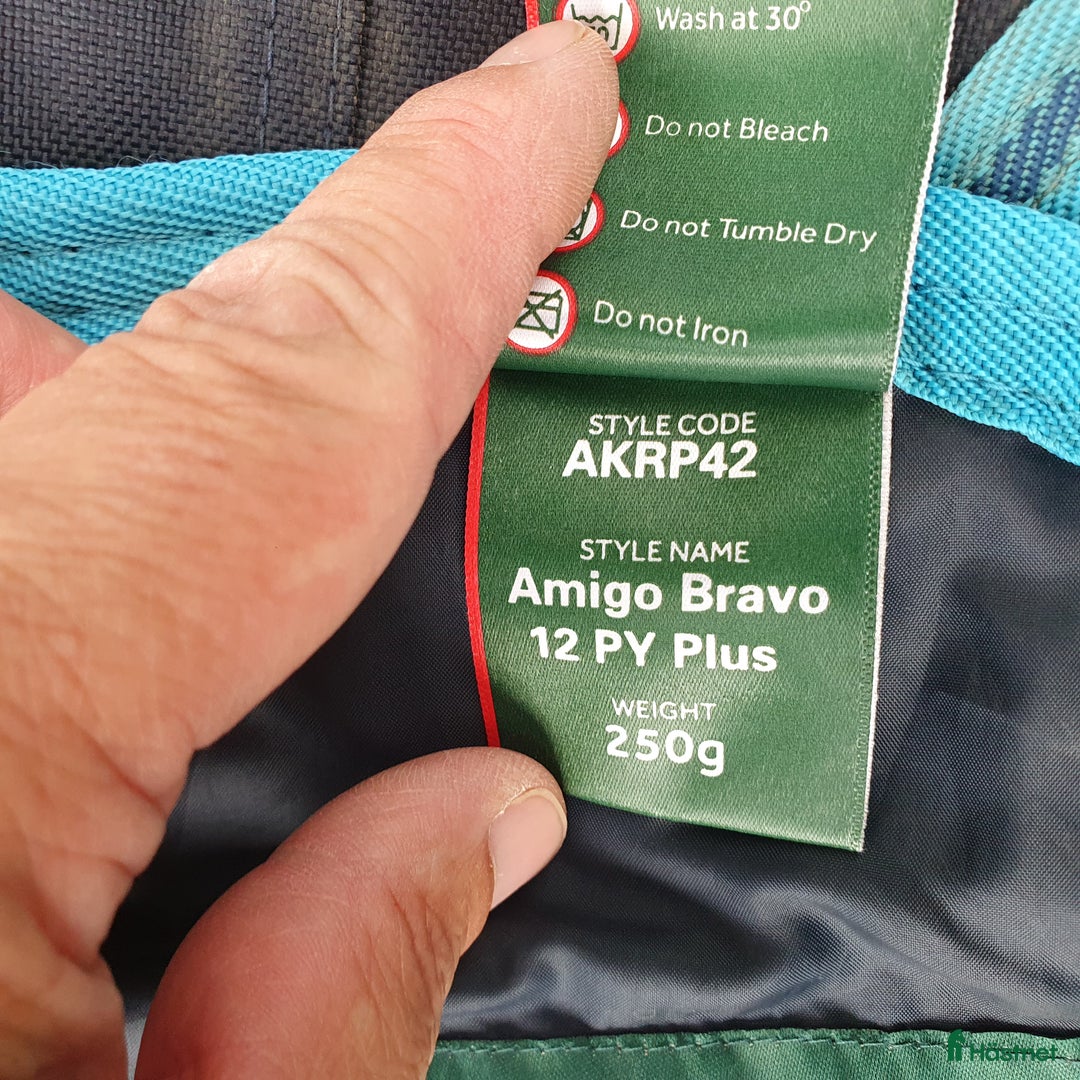 Wash at 30°
Do not Bleach
Do not Tumble Dry
Do not Iron
STYLE CODE
AKRP42
STYLE NAME
Amigo Bravo
12 PY Plus
WEIGHT
250g
Hästnet